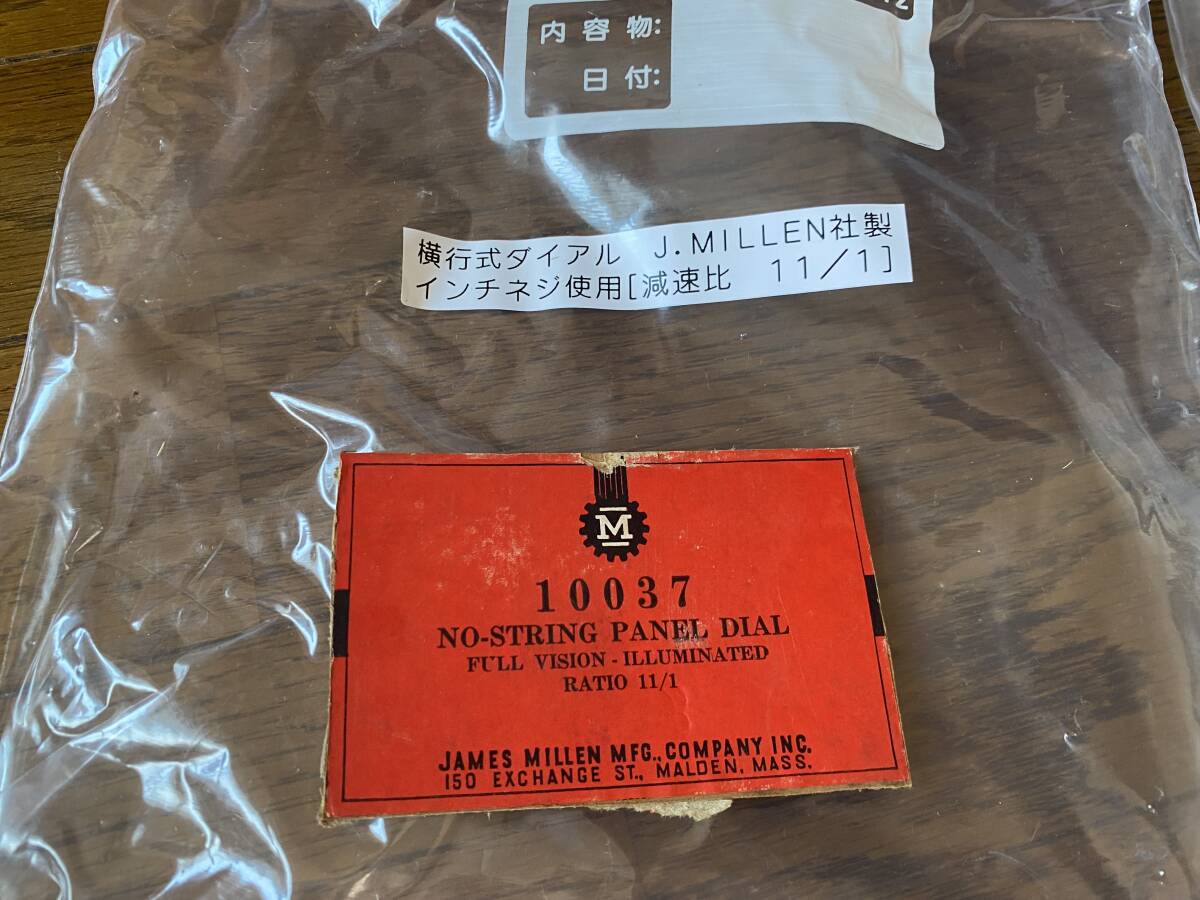 内容物:
日付:
横行式ダイアル J.MILLEN社製
インチネジ使用[減速比 11/1]
M
10037
NO-STRING PANEL DIAL
FULL VISION - ILLUMINATED
RATIO 11/1
JAMES MILLEN MFG., COMPANY INC.
150 EXCHANGE ST., MALDEN, MASS.